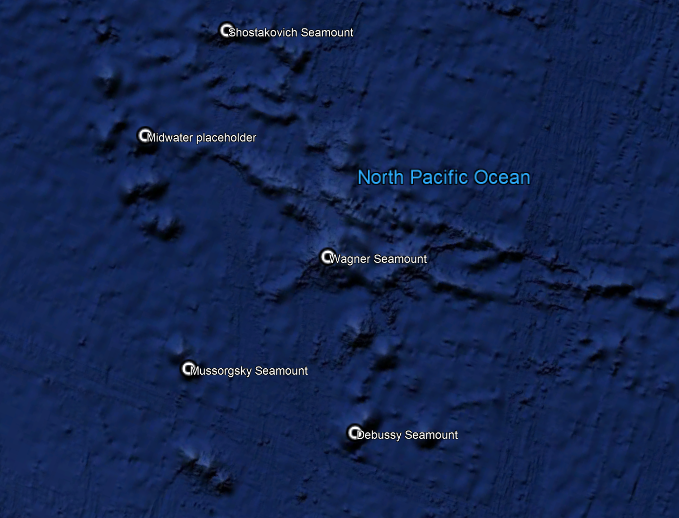 Shostakovich Seamount
Midwater placeholder
North Pacific Ocean
Wagner Seamount
Mussorgsky Seamount
Debussy Seamount